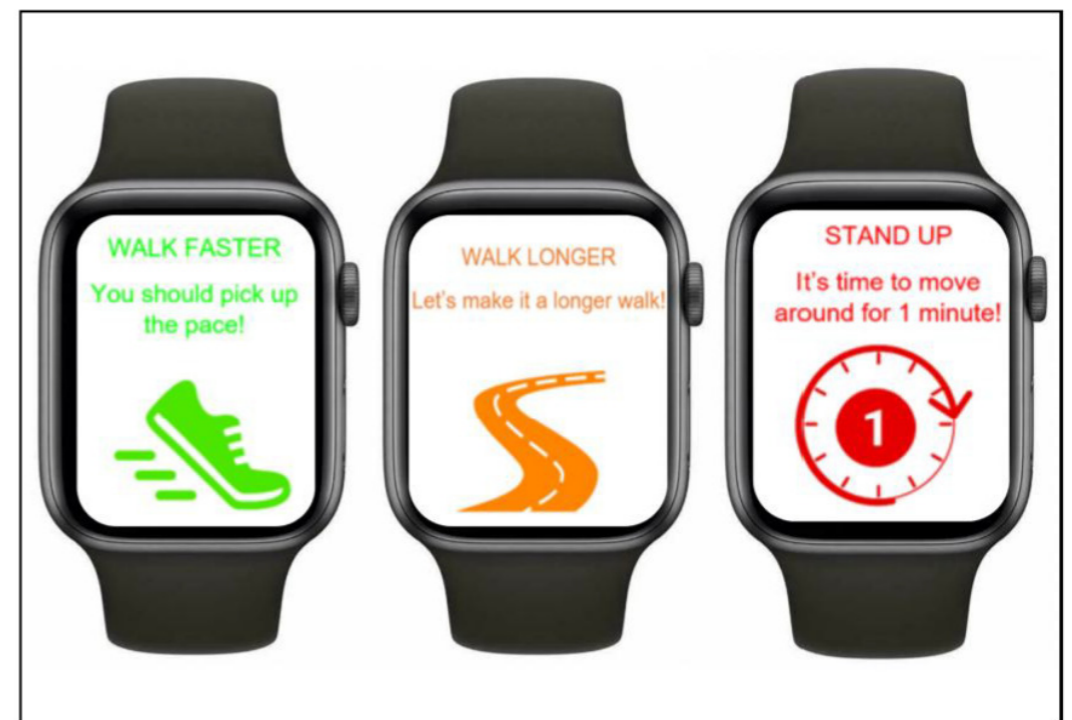 WALK FASTER
You should pick up
the pace!
WALK LONGER
Let's make it a longer walk!
STAND UP
It's time to move
around for 1 minute!
1